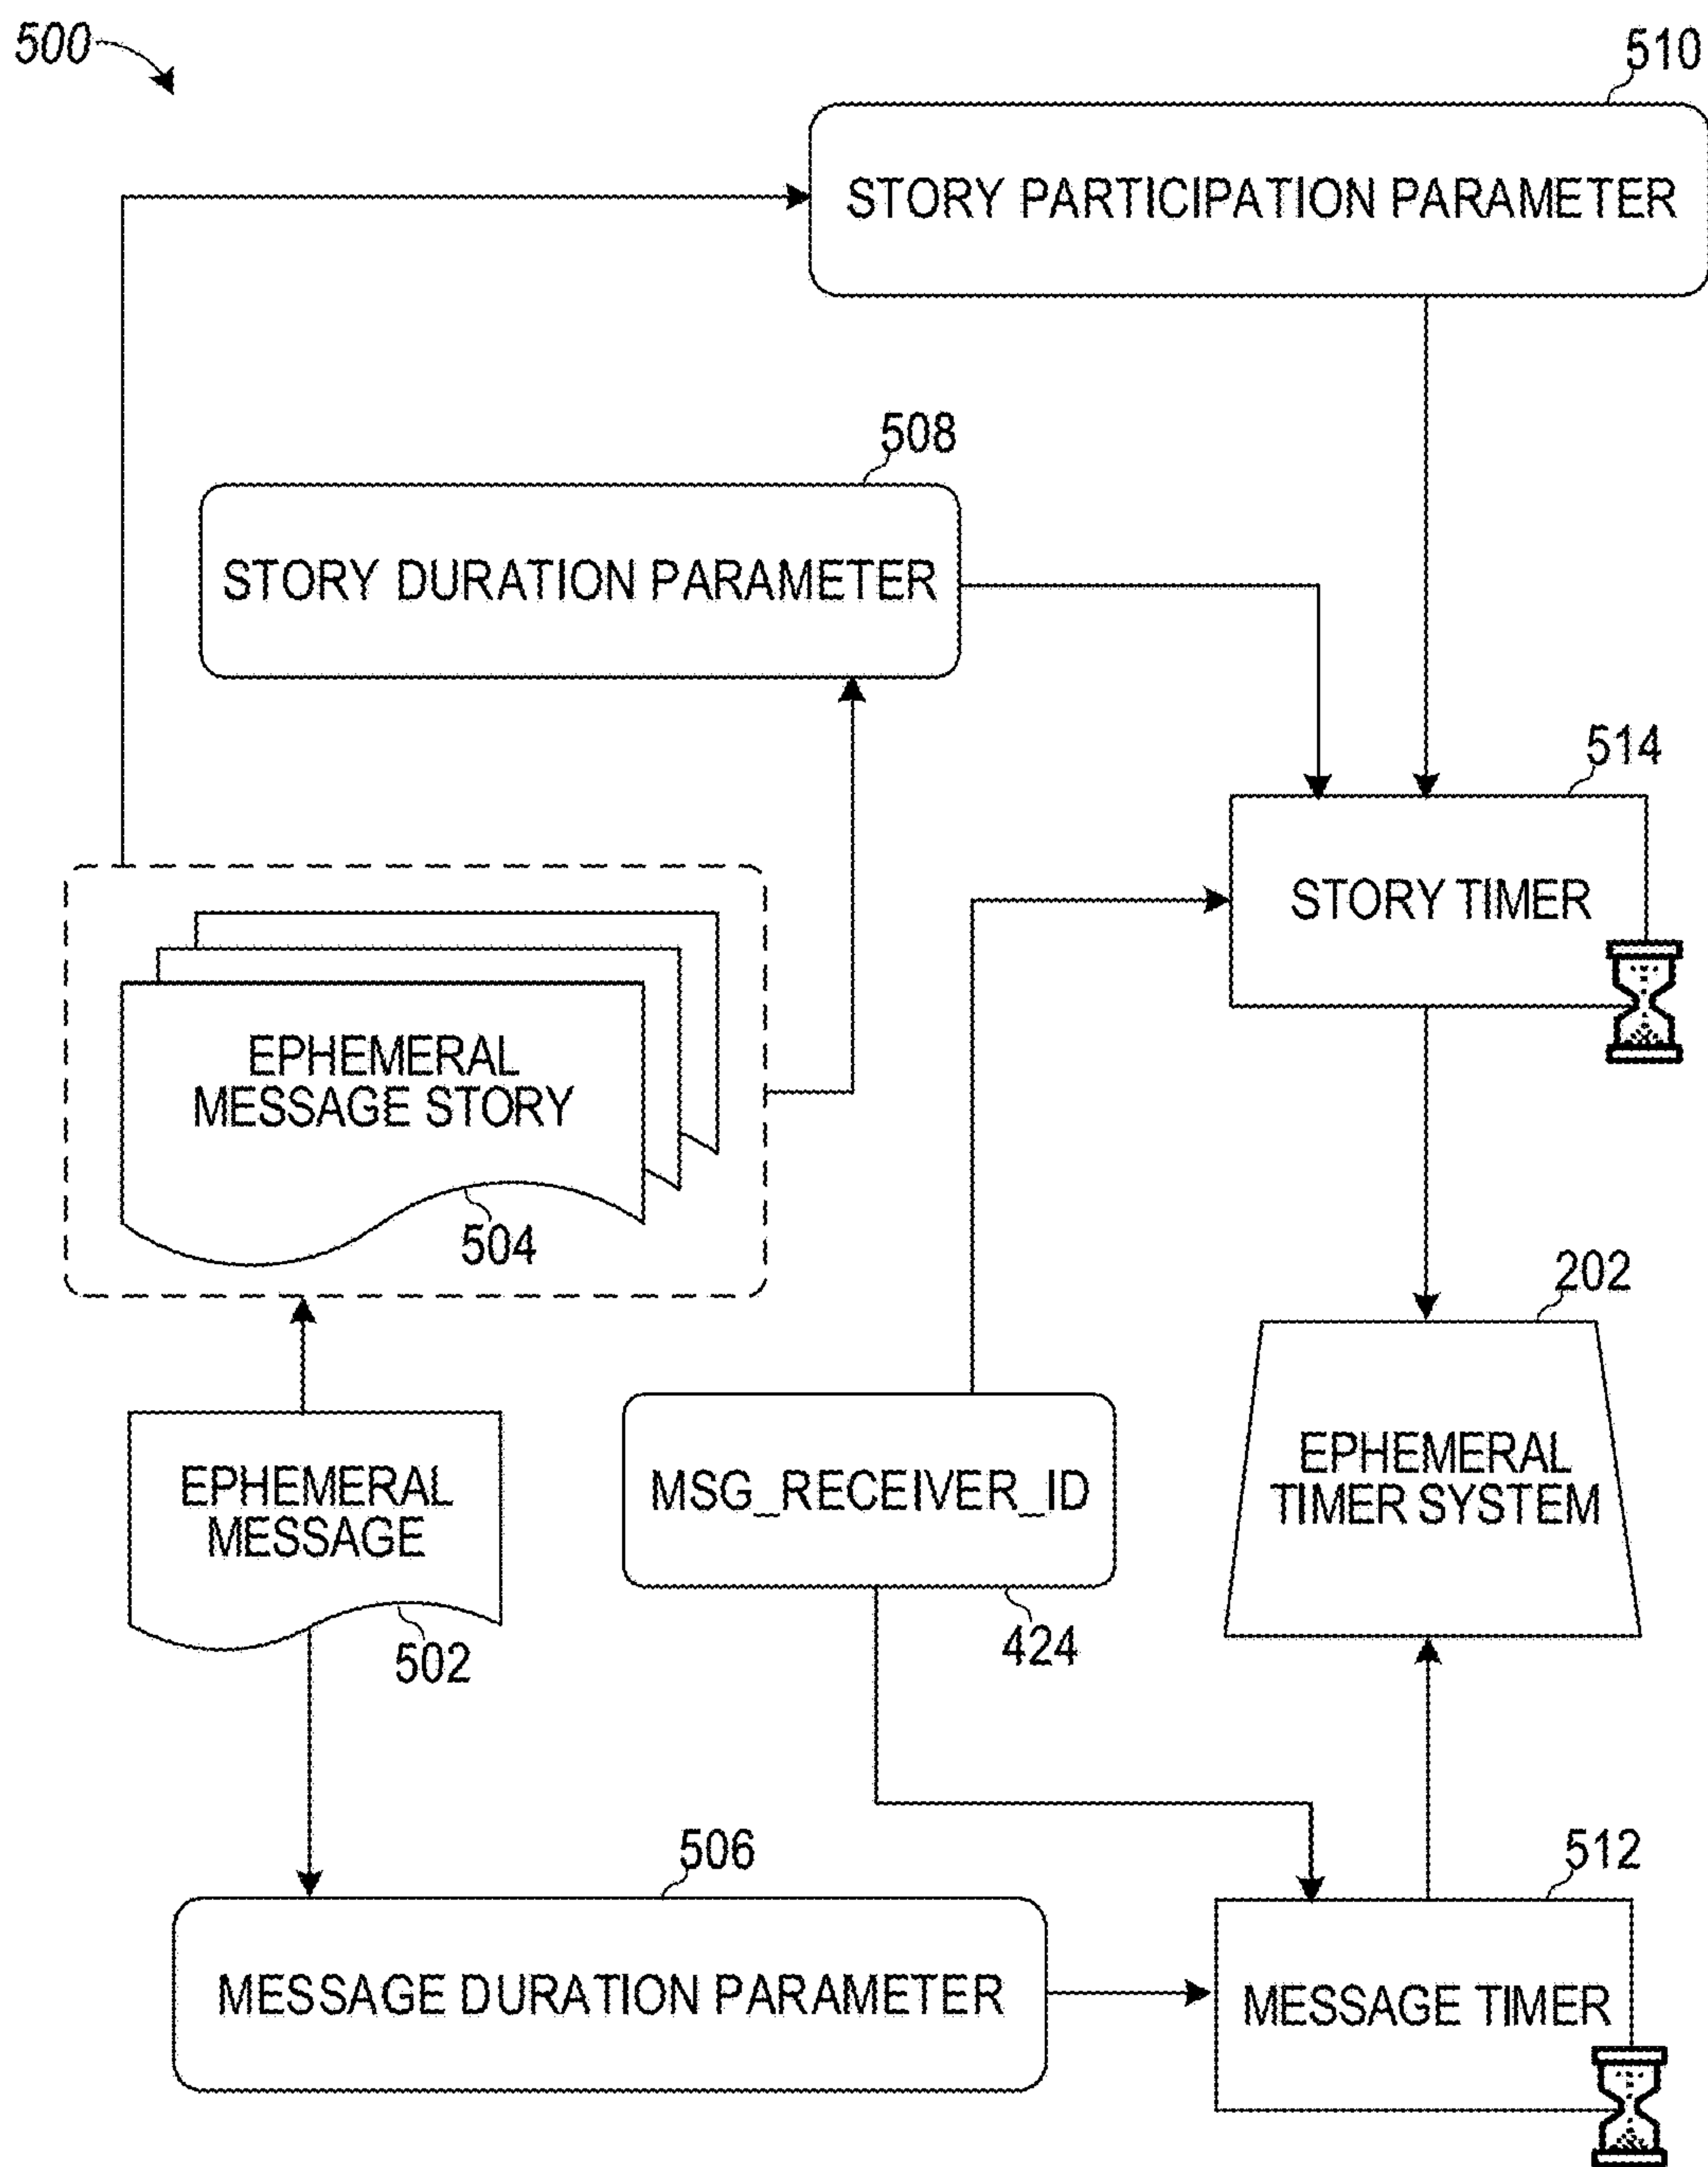 500
510
STORY PARTICIPATION PARAMETER
508
STORY DURATION PARAMETER
514
STORY TIMER
EPHEMERAL
MESSAGE STORY
504
202
EPHEMERAL
TIMER SYSTEM
MSG_RECEIVER_ID
424
EPHEMERAL
MESSAGE
502
506
MESSAGE DURATION PARAMETER
512
MESSAGE TIMER